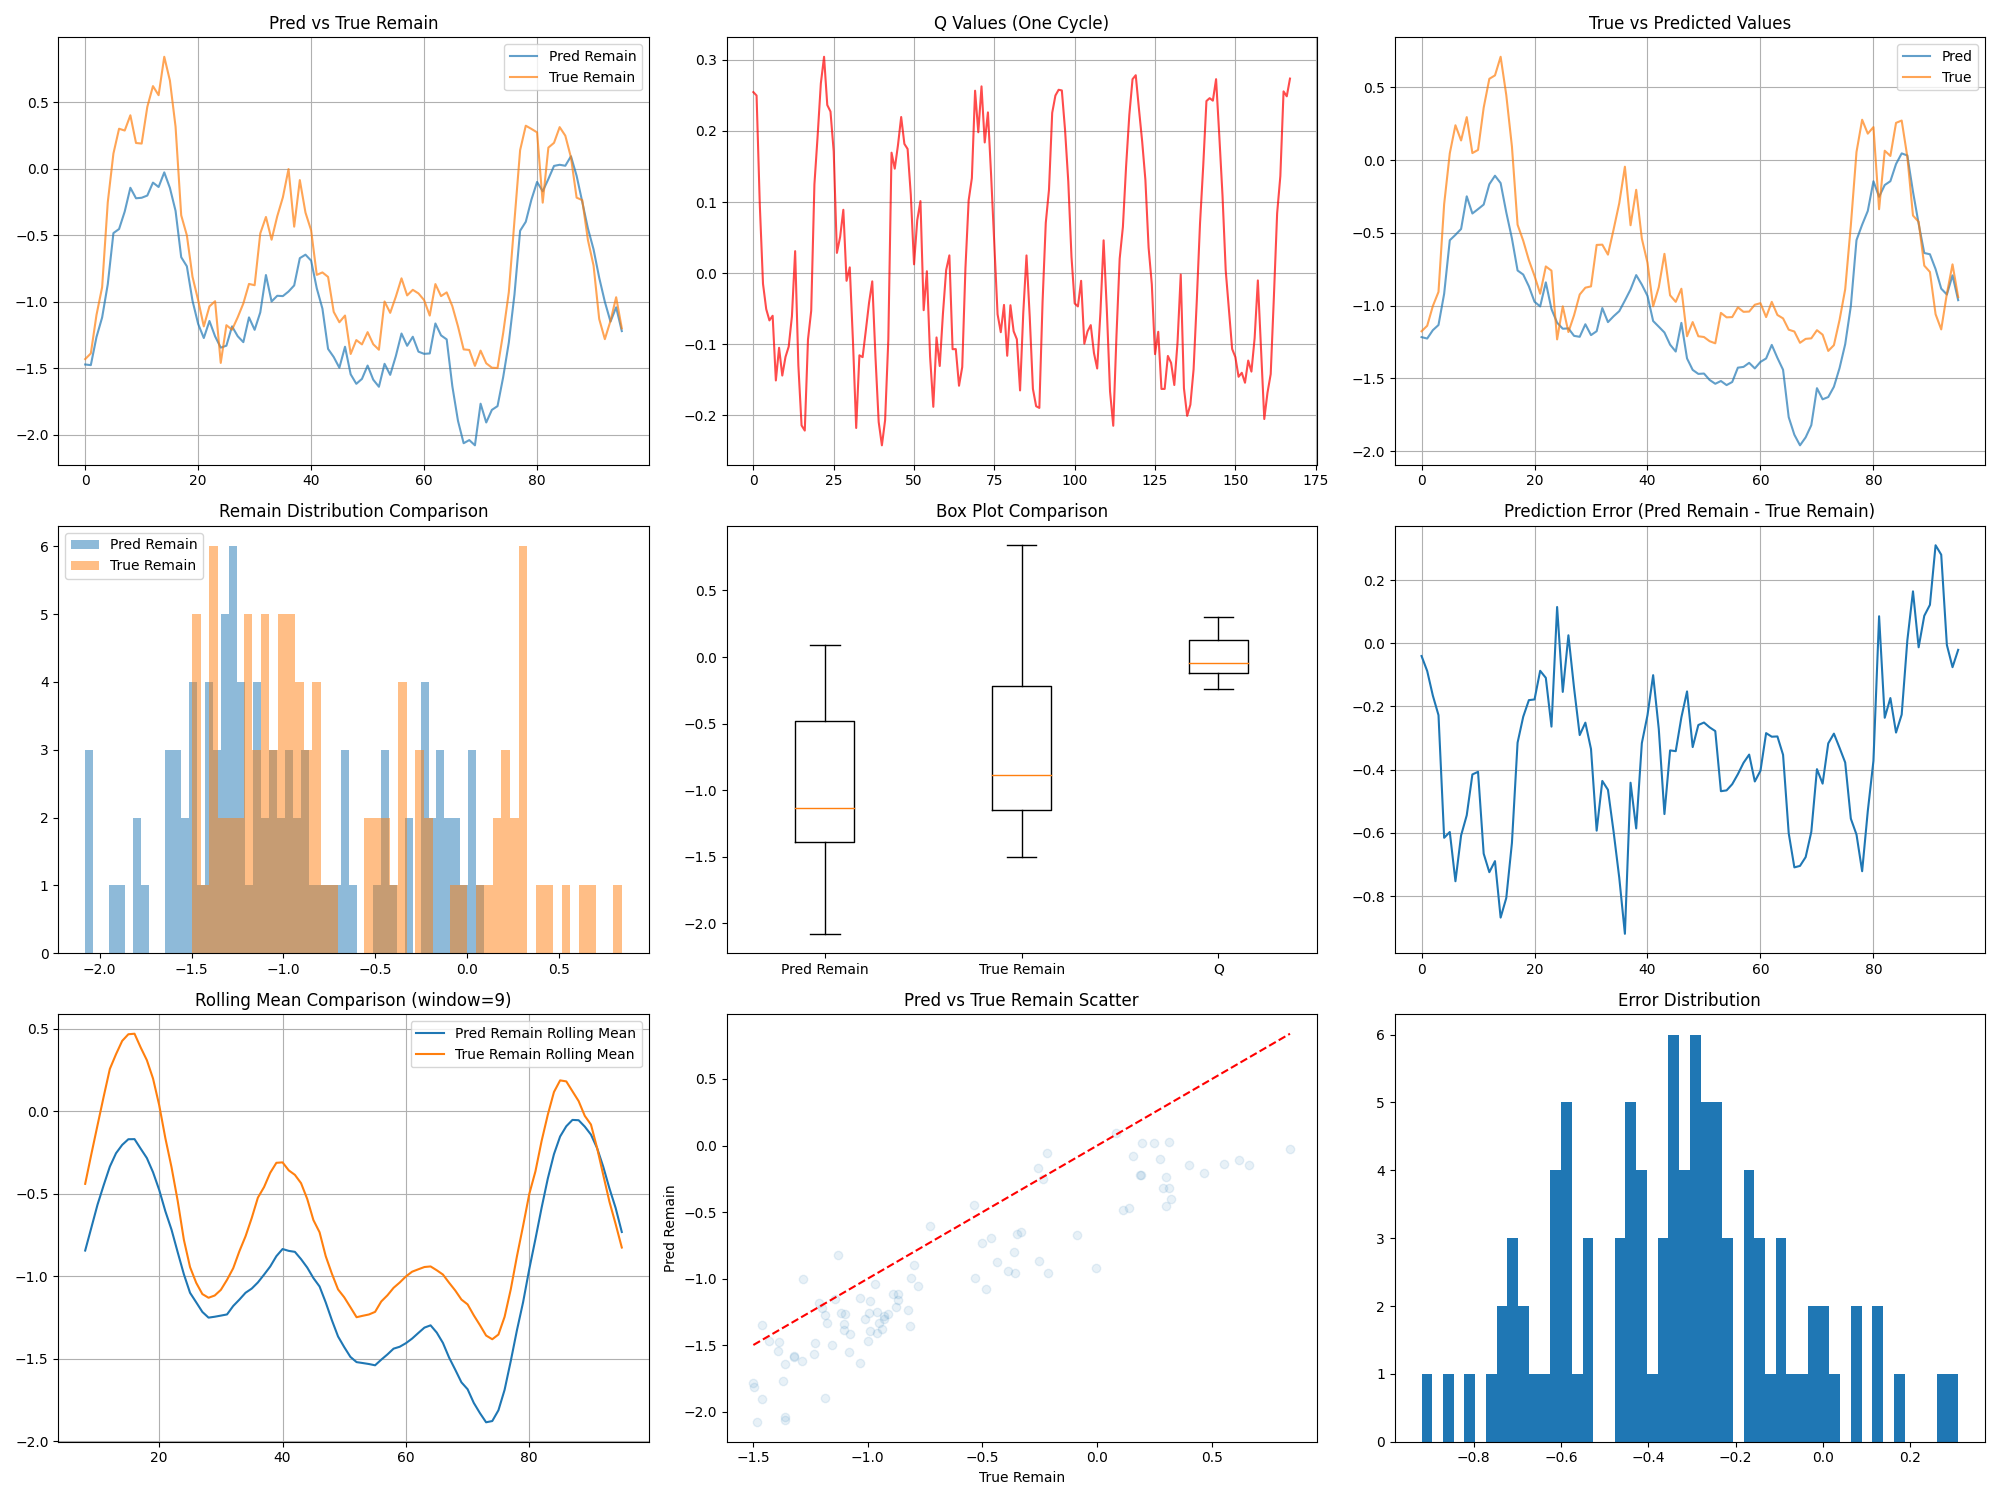 Pred vs True Remain
Pred Remain
True Remain
0.5
0.0
−0.5
−1.0
−1.5
−2.0
0 20 40 60 80
Q Values (One Cycle)
0.3
0.2
0.1
0.0
−0.1
−0.2
0 25 50 75 100 125 150 175
True vs Predicted Values
Pred
True
0.5
0.0
−0.5
−1.0
−1.5
−2.0
0 20 40 60 80
Remain Distribution Comparison
Pred Remain
True Remain
6
5
4
3
2
1
0
−2.0 −1.5 −1.0 −0.5 0.0 0.5
Box Plot Comparison
0.5
0.0
−0.5
−1.0
−1.5
−2.0
Pred Remain True Remain Q
Prediction Error (Pred Remain - True Remain)
0.2
0.0
−0.2
−0.4
−0.6
−0.8
0 20 40 60 80
Rolling Mean Comparison (window=9)
Pred Remain Rolling Mean
True Remain Rolling Mean
0.5
0.0
−0.5
−1.0
−1.5
−2.0
20 40 60 80
Pred vs True Remain Scatter
Pred Remain
0.5
0.0
−0.5
−1.0
−1.5
−2.0
−1.5 −1.0 −0.5 0.0 0.5
True Remain
Error Distribution
6
5
4
3
2
1
0
−0.8 −0.6 −0.4 −0.2 0.0 0.2